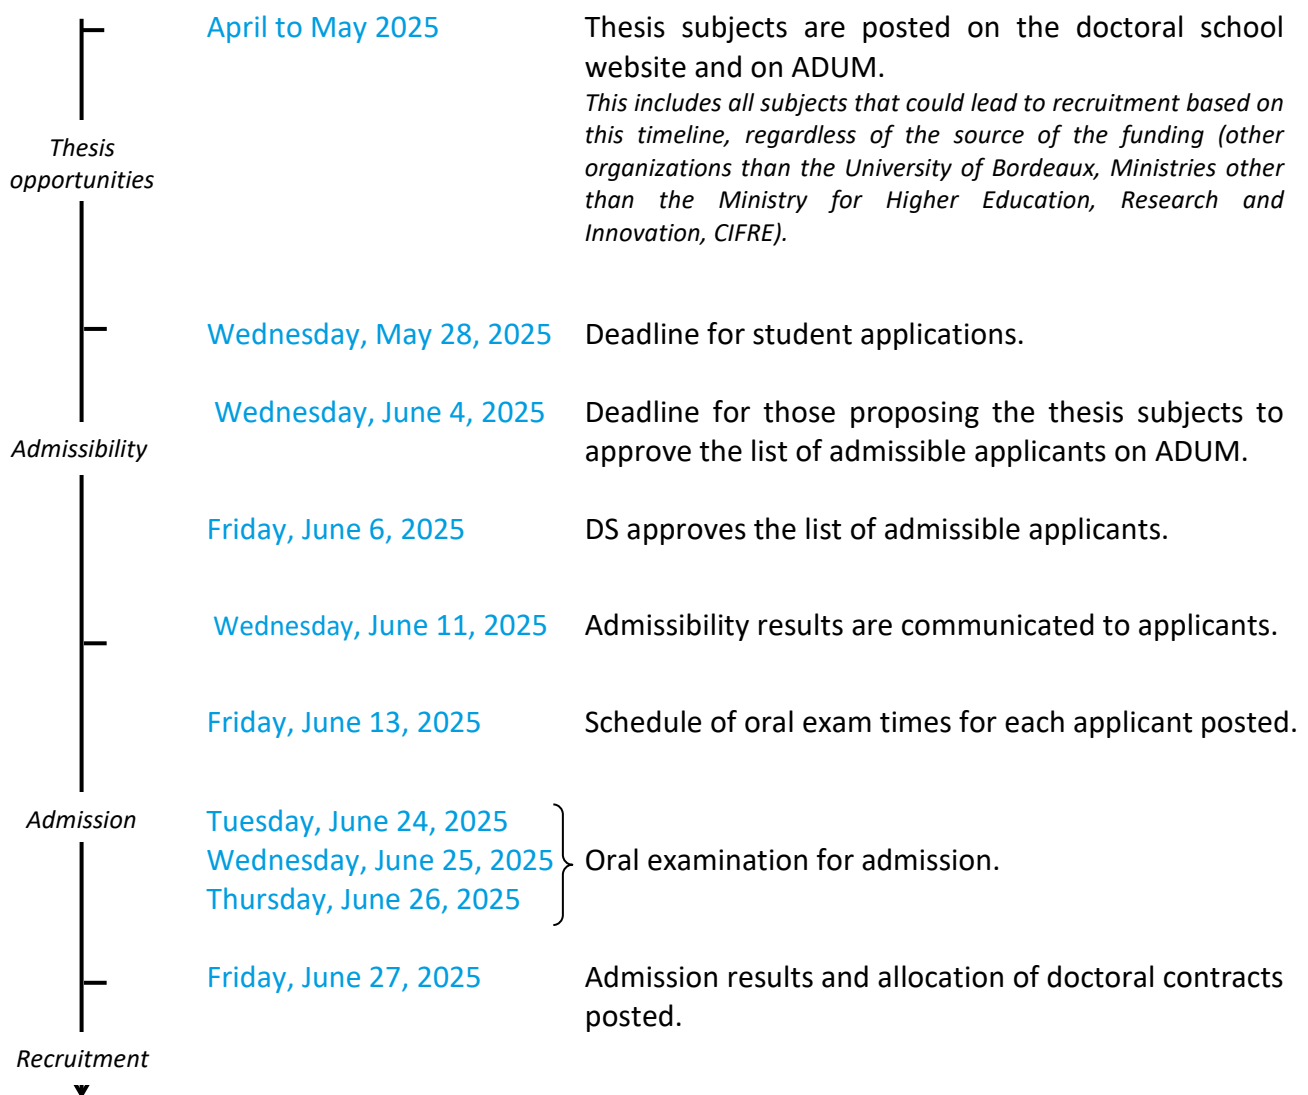 April to May 2025
Thesis subjects are posted on the doctoral school
website and on ADUM.
This includes all subjects that could lead to recruitment based on
this timeline, regardless of the source of the funding (other
organizations than the University of Bordeaux, Ministries other
than the Ministry for Higher Education, Research and
Innovation, CIFRE).
Thesis
opportunities
Wednesday, May 28, 2025
Deadline for student applications.
Wednesday, June 4, 2025
Deadline for those proposing the thesis subjects to
approve the list of admissible applicants on ADUM.
Admissibility
Friday, June 6, 2025
DS approves the list of admissible applicants.
Wednesday, June 11, 2025
Admissibility results are communicated to applicants.
Friday, June 13, 2025
Schedule of oral exam times for each applicant posted.
Admission
Tuesday, June 24, 2025
Wednesday, June 25, 2025
Thursday, June 26, 2025
Oral examination for admission.
Friday, June 27, 2025
Admission results and allocation of doctoral contracts
posted.
Recruitment